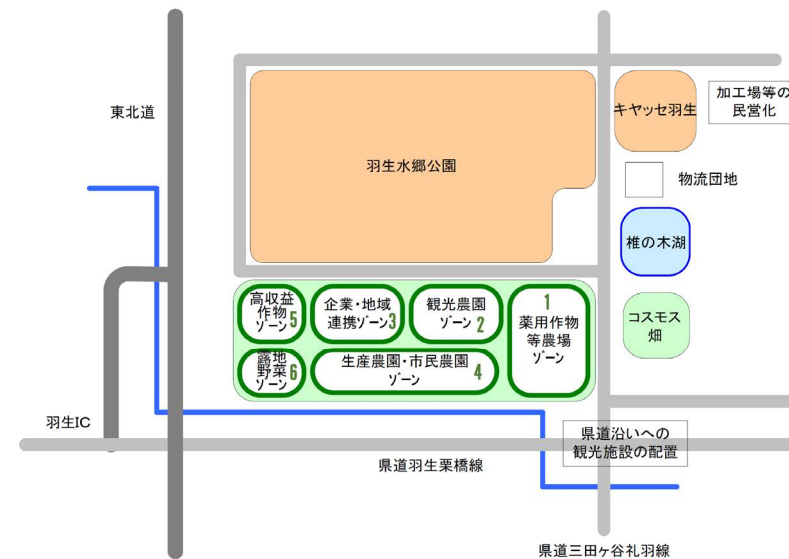 東北道
羽生水郷公園
キヤッセ羽生
加工場等の
民営化
物流団地
椎の木湖
コスモス
畑
高収益
作物
ゾーン5
企業・地域
連携ゾーン3
観光農園
ゾーン 2
1
薬用作物
等農場
ゾーン
露地
野菜
ゾーン6
生産農園・市民農園
ゾーン 4
羽生IC
県道沿いへの
観光施設の配置
県道羽生栗橋線
県道三田ヶ谷礼羽線